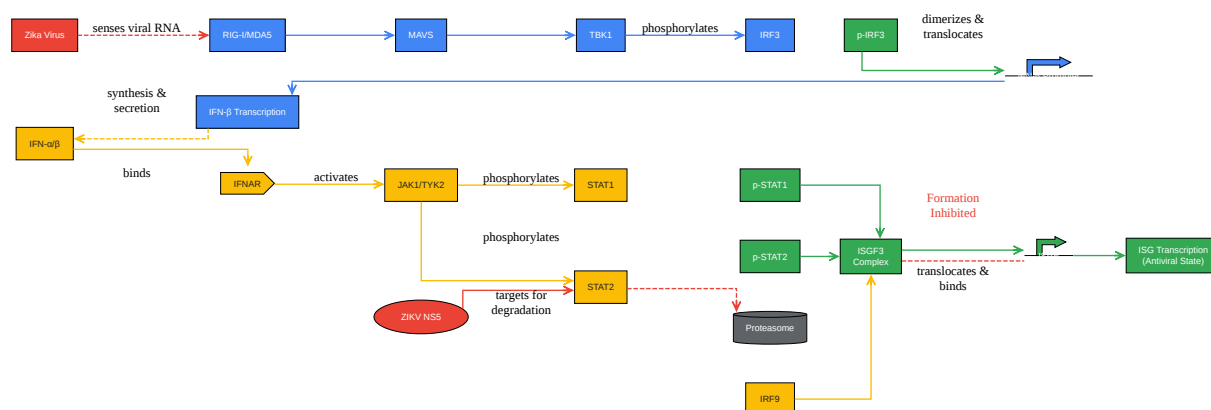 Zika Virus
senses viral RNA
RIG-I/MDA5
MAVS
TBK1
phosphorylates
IRF3
p-IRF3
dimerizes &
translocates
synthesis &
secretion
IFN-β Transcription
IFN-α/β
binds
IFNAR
activates
JAK1/TYK2
phosphorylates
STAT1
phosphorylates
STAT2
ZIKV NS5
targets for
degradation
Proteasome
p-STAT1
p-STAT2
IRF9
ISGF3
Complex
Formation
Inhibited
translocates &
binds
ISG Transcription
(Antiviral State)